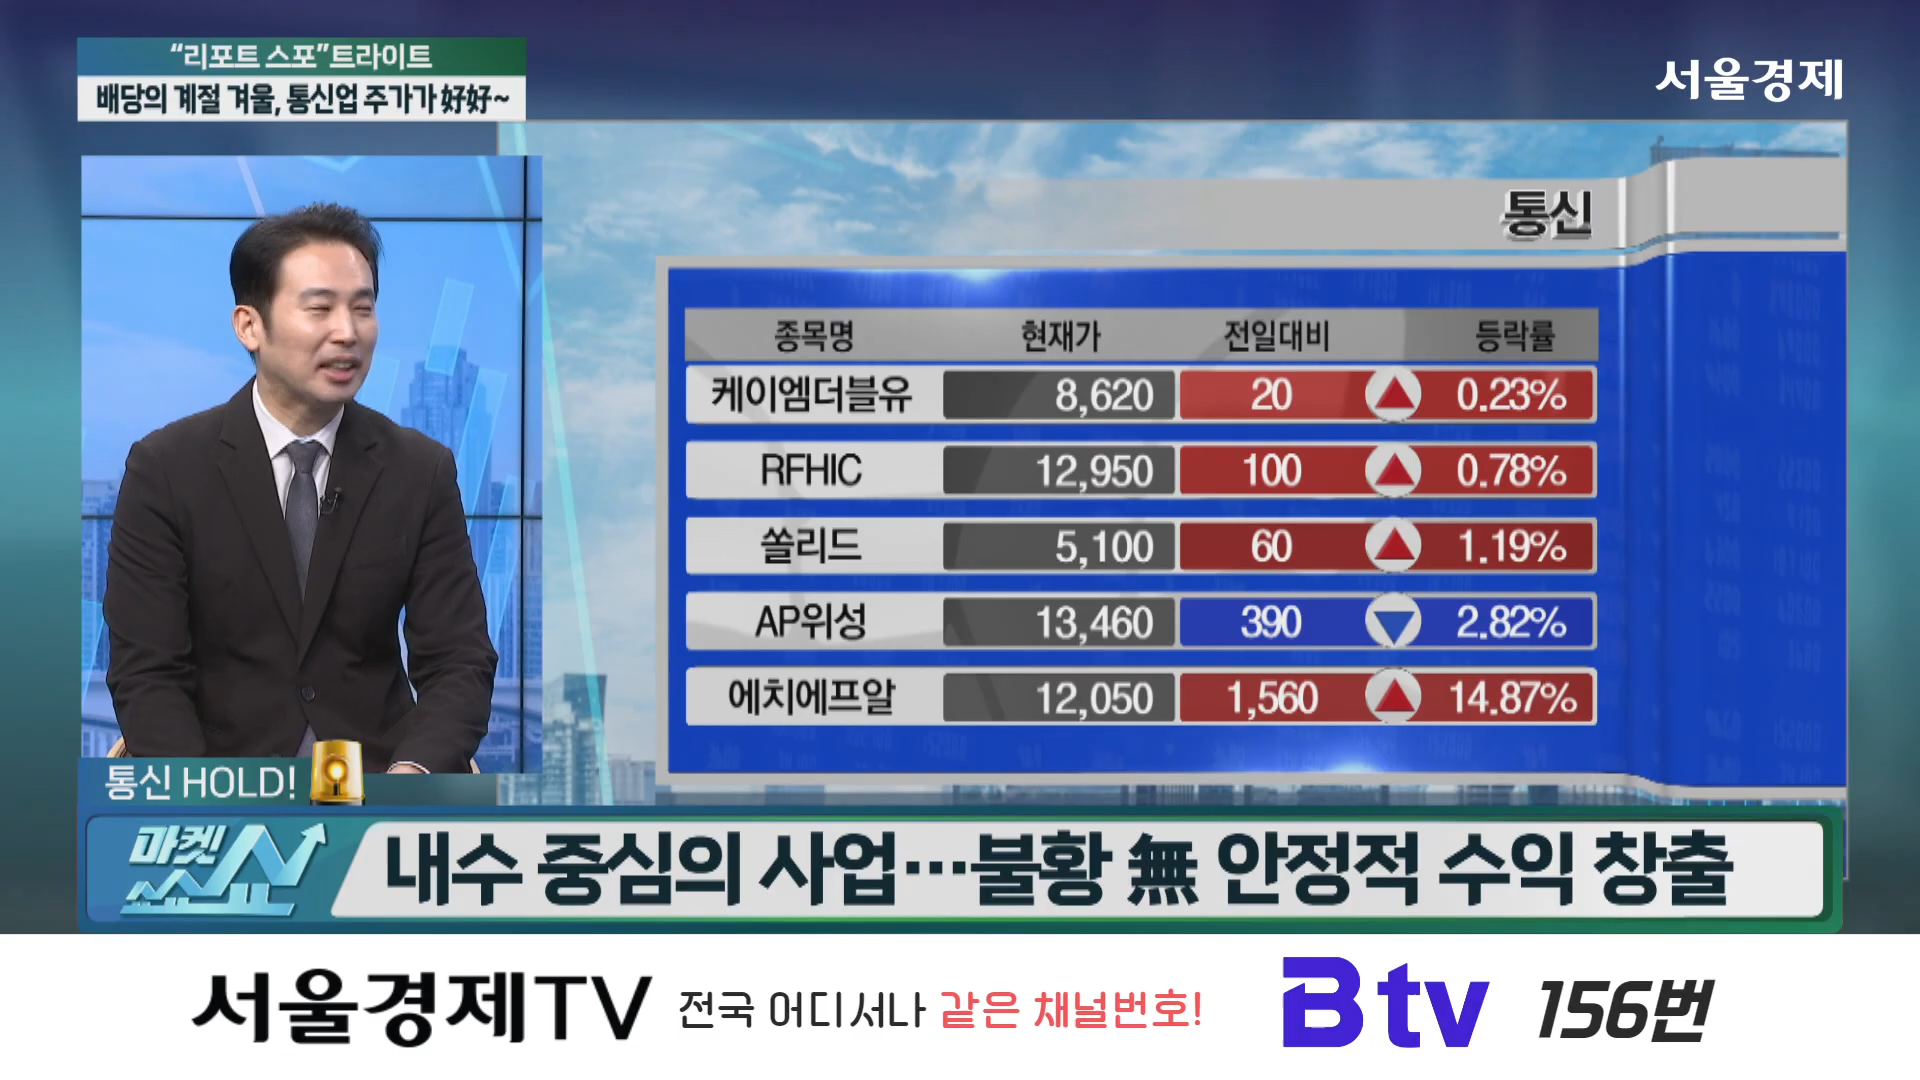 “리포트 스포”트라이트
배당의 계절 겨울, 통신업 주가가 好好~
서울경제
통신
종목명 현재가 전일대비 등락률
케이엠더블유 8,620 20 ▲ 0.23%
RFHIC 12,950 100 ▲ 0.78%
쏠리드 5,100 60 ▲ 1.19%
AP위성 13,460 390 ▼ 2.82%
에치에프알 12,050 1,560 ▲ 14.87%
통신 HOLD!
마켓쇼
내수 중심의 사업…불황 無 안정적 수익 창출
서울경제TV 전국 어디서나 같은 채널번호! B tv 156번